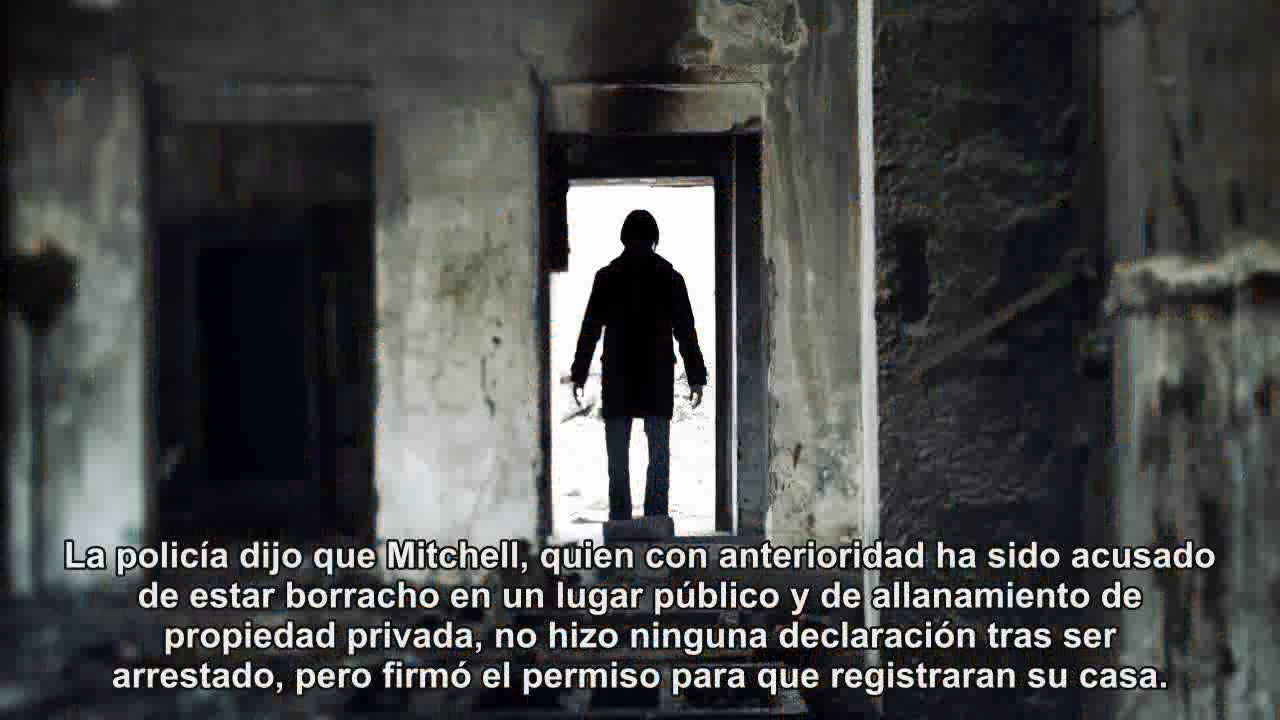 La policía dijo que Mitchell, quien con anterioridad ha sido acusado
de estar borracho en un lugar público y de allanamiento de
propiedad privada, no hizo ninguna declaración tras ser
arrestado, pero firmó el permiso para que registraran su casa.